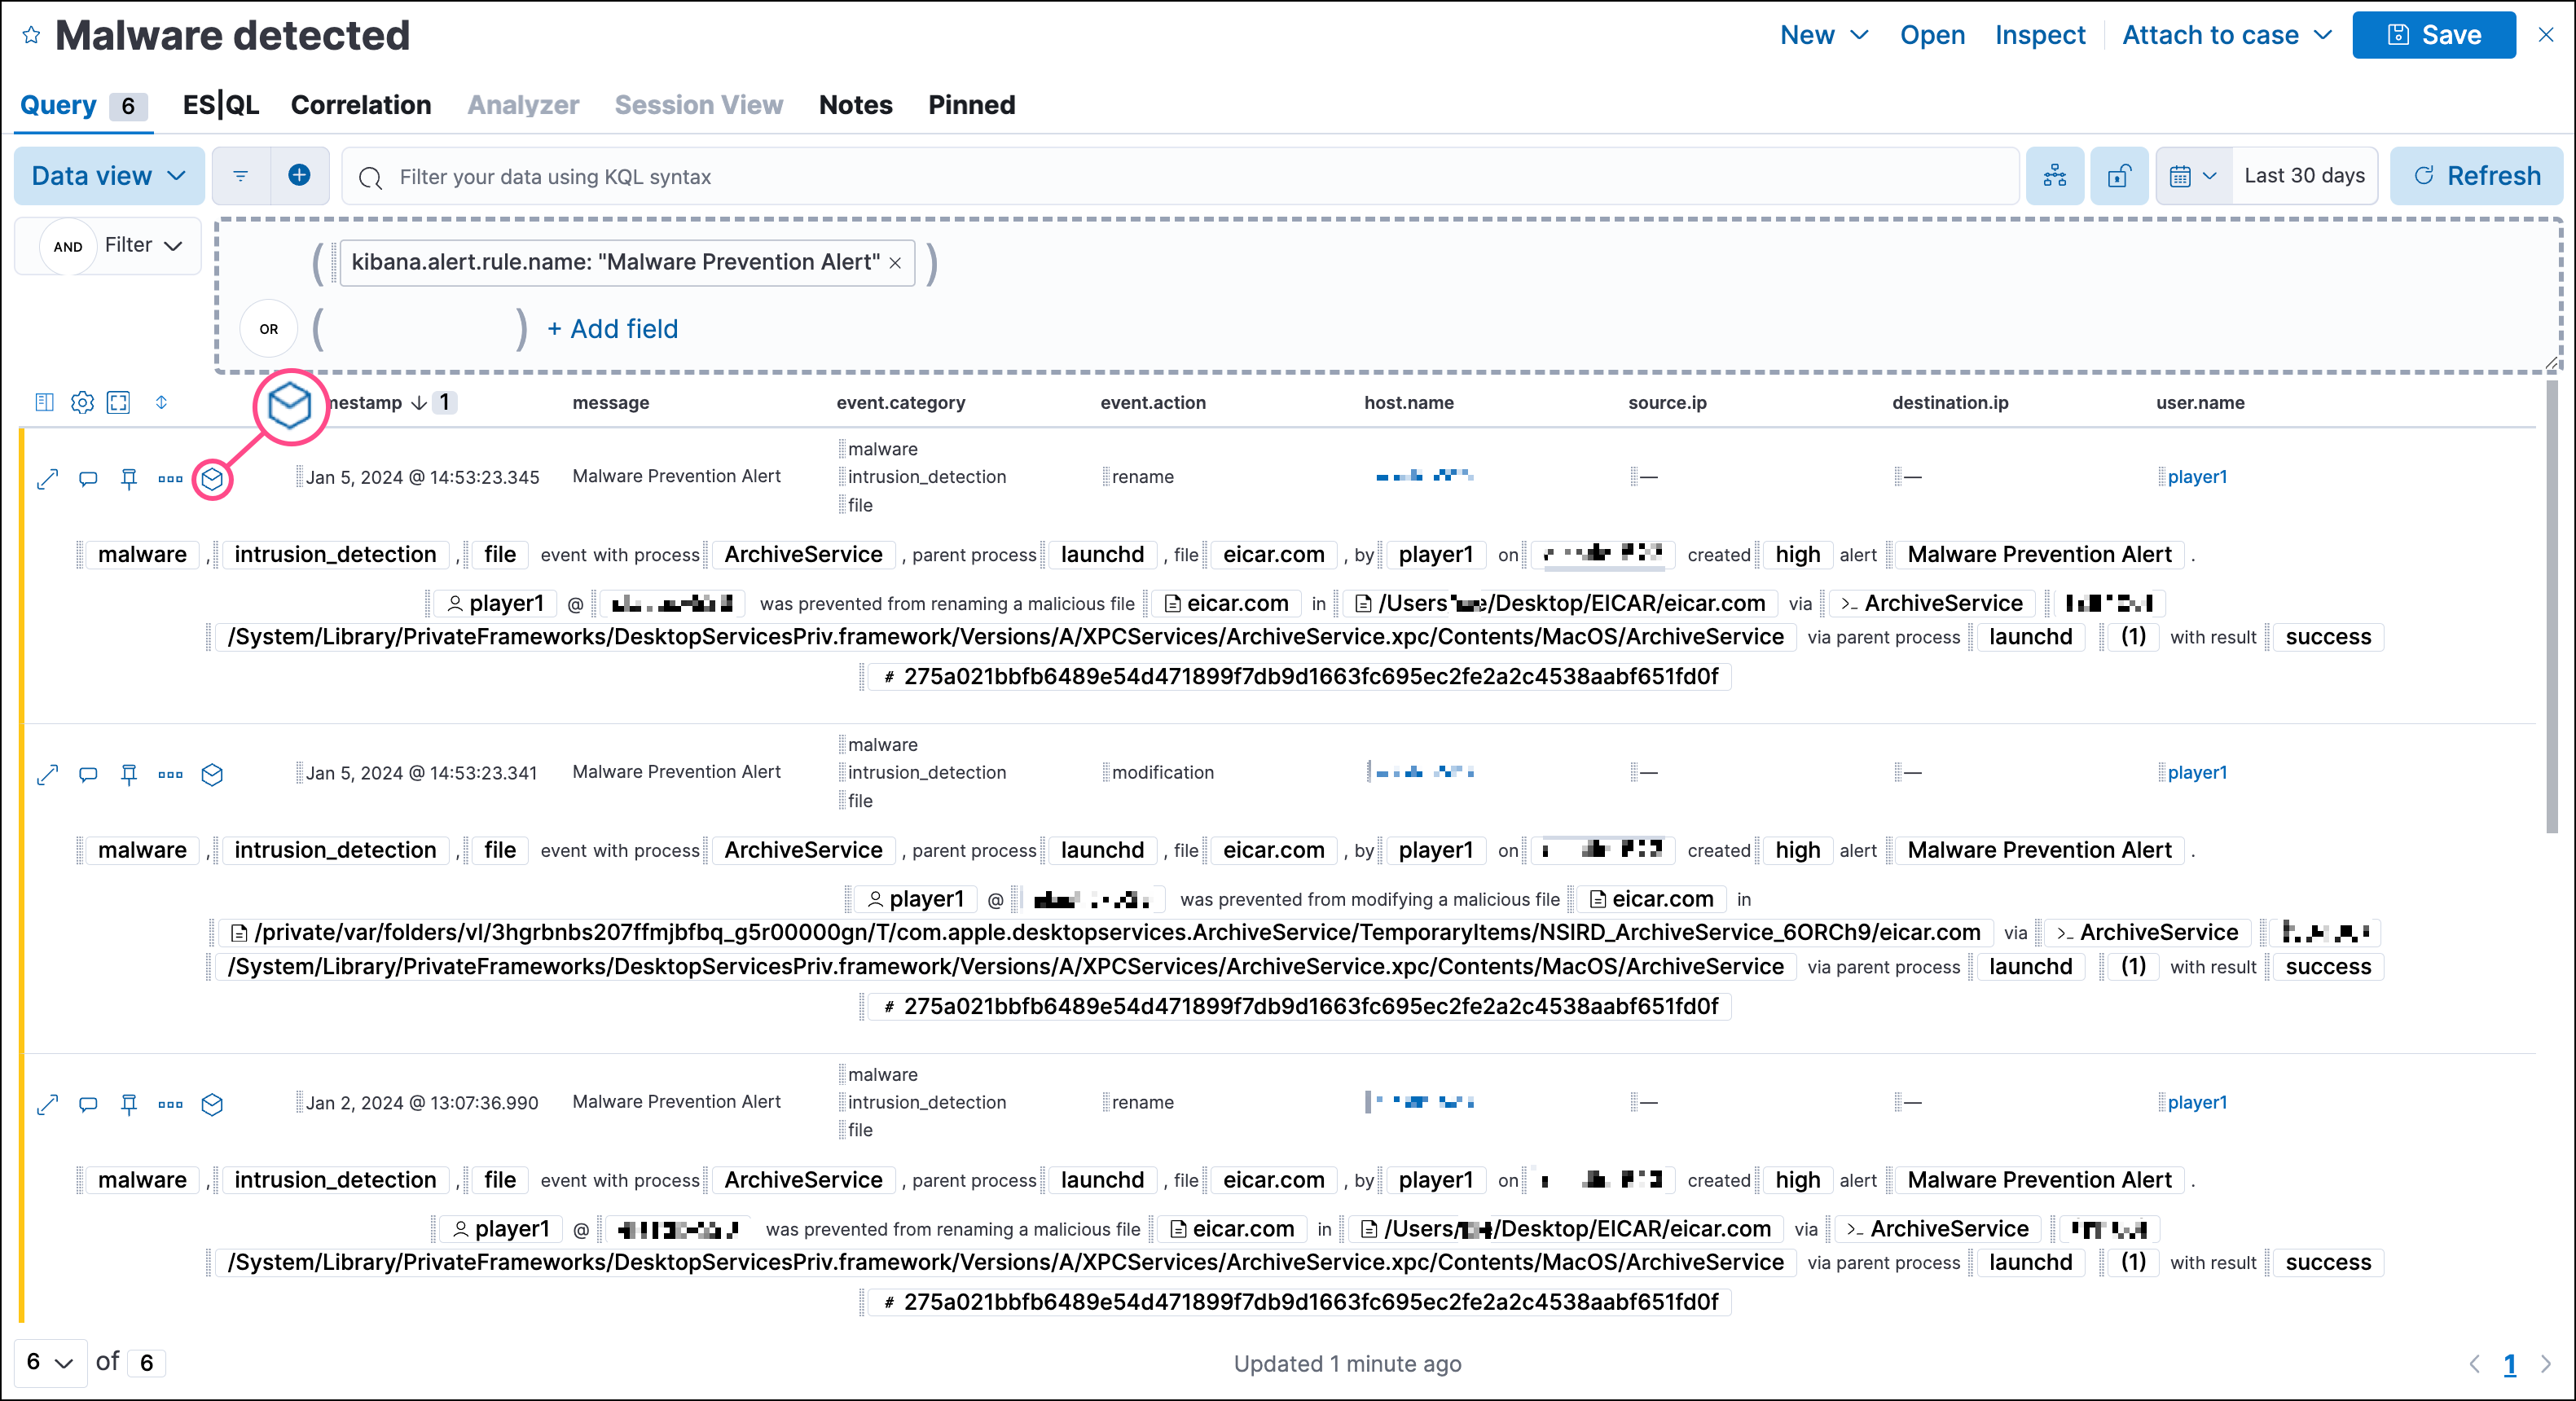 Malware detected New Open Inspect Attach to case Save
Query 6 ES|QL Correlation Analyzer Session View Notes Pinned
Data view Filter your data using KQL syntax Last 30 days Refresh
AND Filter ( kibana.alert.rule.name: "Malware Prevention Alert" × )
OR ( ) + Add field
mestamp 1 message event.category event.action host.name source.ip destination.ip user.name
malware
Jan 5, 2024 @ 14:53:23.345 Malware Prevention Alert intrusion_detection rename — — player1
file
malware , intrusion_detection , file event with process ArchiveService , parent process launchd , file eicar.com , by player1 on created high alert Malware Prevention Alert .
player1 @ was prevented from renaming a malicious file eicar.com in /Users/ /Desktop/EICAR/eicar.com via >_ ArchiveService
/System/Library/PrivateFrameworks/DesktopServicesPriv.framework/Versions/A/XPCServices/ArchiveService.xpc/Contents/MacOS/ArchiveService via parent process launchd (1) with result success
# 275a021bbfb6489e54d471899f7db9d1663fc695ec2fe2a2c4538aabf651fd0f
malware
Jan 5, 2024 @ 14:53:23.341 Malware Prevention Alert intrusion_detection modification — — player1
file
malware , intrusion_detection , file event with process ArchiveService , parent process launchd , file eicar.com , by player1 on created high alert Malware Prevention Alert .
player1 @ was prevented from modifying a malicious file eicar.com in
/private/var/folders/vl/3hgrbnbs207ffmjbfbq_g5r00000gn/T/com.apple.desktopservices.ArchiveService/TemporaryItems/NSIRD_ArchiveService_6ORCh9/eicar.com via >_ ArchiveService
/System/Library/PrivateFrameworks/DesktopServicesPriv.framework/Versions/A/XPCServices/ArchiveService.xpc/Contents/MacOS/ArchiveService via parent process launchd (1) with result success
# 275a021bbfb6489e54d471899f7db9d1663fc695ec2fe2a2c4538aabf651fd0f
malware
Jan 2, 2024 @ 13:07:36.990 Malware Prevention Alert intrusion_detection rename — — player1
file
malware , intrusion_detection , file event with process ArchiveService , parent process launchd , file eicar.com , by player1 on created high alert Malware Prevention Alert .
player1 @ was prevented from renaming a malicious file eicar.com in /Users/ /Desktop/EICAR/eicar.com via >_ ArchiveService
/System/Library/PrivateFrameworks/DesktopServicesPriv.framework/Versions/A/XPCServices/ArchiveService.xpc/Contents/MacOS/ArchiveService via parent process launchd (1) with result success
# 275a021bbfb6489e54d471899f7db9d1663fc695ec2fe2a2c4538aabf651fd0f
6 of 6 Updated 1 minute ago 1